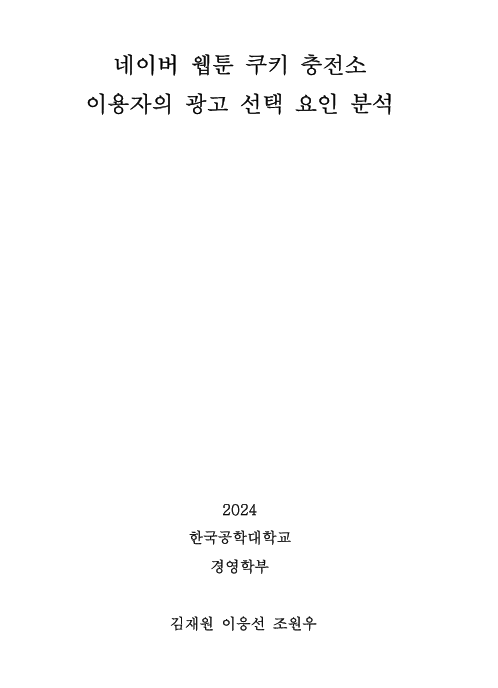 네이버 웹툰 쿠키 충전소
이용자의 광고 선택 요인 분석
2024
한국공학대학교
경영학부
김재원 이웅선 조원우